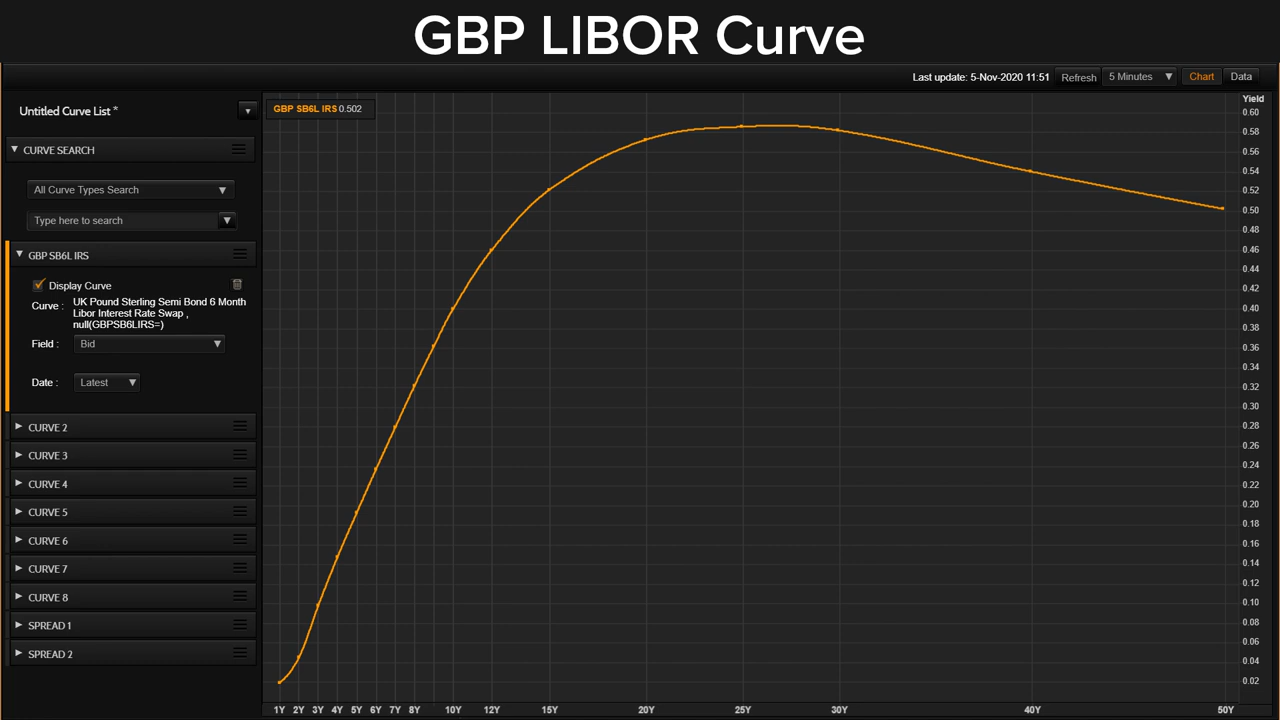 GBP LIBOR Curve
Last update: 5-Nov-2020 11:51 Refresh 5 Minutes Chart Data
Untitled Curve List *
CURVE SEARCH
All Curve Types Search
Type here to search
GBP SB6L IRS
Display Curve
Curve : UK Pound Sterling Semi Bond 6 Month
Libor Interest Rate Swap ,
null(GBPSB6LIRS=)
Field : Bid
Date : Latest
CURVE 2
CURVE 3
CURVE 4
CURVE 5
CURVE 6
CURVE 7
CURVE 8
SPREAD 1
SPREAD 2
GBP SB6L IRS 0.502
Yield
0.60
0.58
0.56
0.54
0.52
0.50
0.48
0.46
0.44
0.42
0.40
0.38
0.36
0.34
0.32
0.30
0.28
0.26
0.24
0.22
0.20
0.18
0.16
0.14
0.12
0.10
0.08
0.06
0.04
0.02
1Y 2Y 3Y 4Y 5Y 6Y 7Y 8Y 10Y 12Y 15Y 20Y 25Y 30Y 40Y 50Y